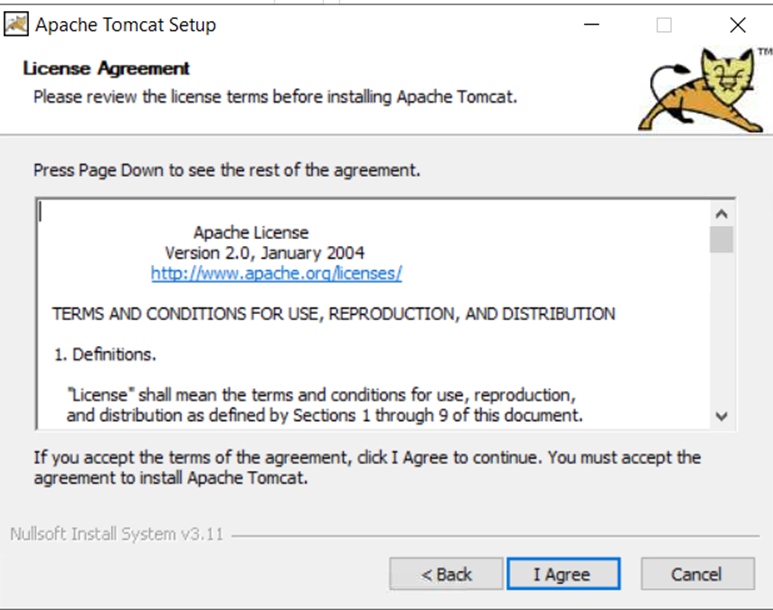 Apache Tomcat Setup
License Agreement
Please review the license terms before installing Apache Tomcat.
TM
Press Page Down to see the rest of the agreement.
Apache License
Version 2.0, January 2004
http://www.apache.org/licenses/
TERMS AND CONDITIONS FOR USE, REPRODUCTION, AND DISTRIBUTION
1. Definitions.
"License" shall mean the terms and conditions for use, reproduction,
and distribution as defined by Sections 1 through 9 of this document.
If you accept the terms of the agreement, click I Agree to continue. You must accept the
agreement to install Apache Tomcat.
Nullsoft Install System v3.11
< Back
I Agree
Cancel